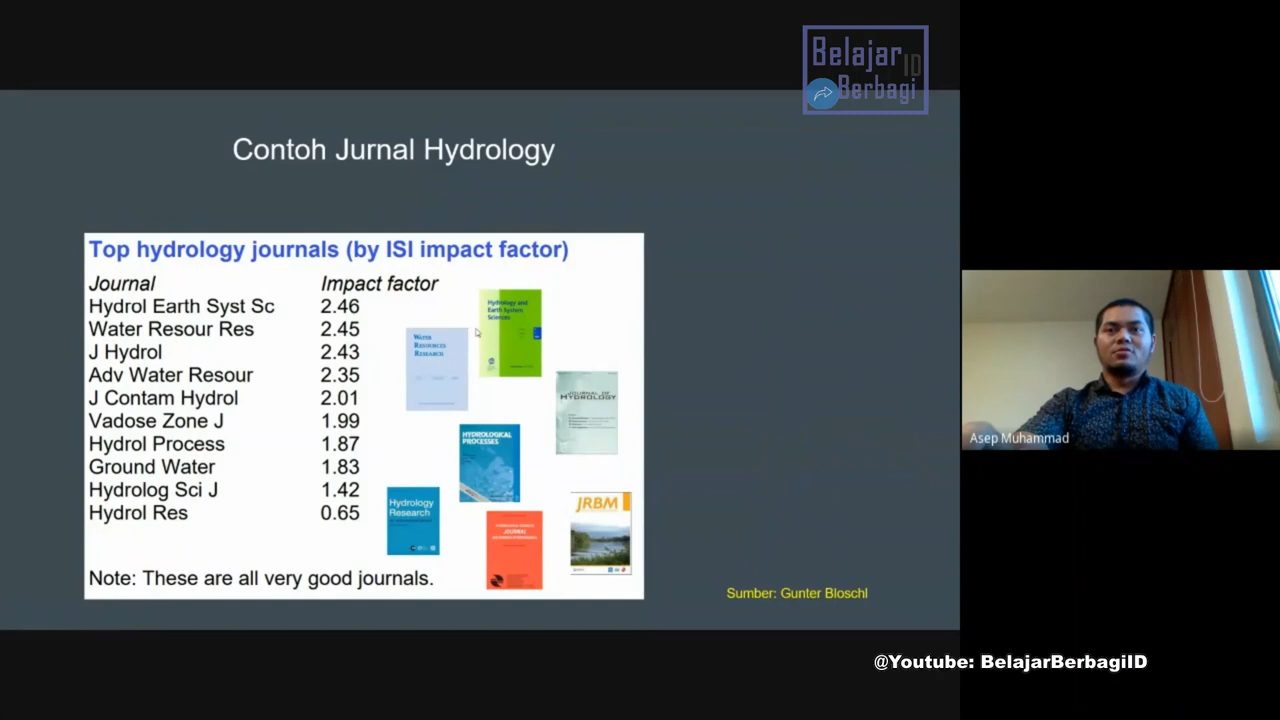 Belajar ID
Berbagi
Contoh Jurnal Hydrology
Top hydrology journals (by ISI impact factor)
Journal Impact factor
Hydrol Earth Syst Sc 2.46
Water Resour Res 2.45
J Hydrol 2.43
Adv Water Resour 2.35
J Contam Hydrol 2.01
Vadose Zone J 1.99
Hydrol Process 1.87
Ground Water 1.83
Hydrolog Sci J 1.42
Hydrol Res 0.65
Note: These are all very good journals.
Hydrology and
Earth System
Sciences
WATER
RESOURCES
RESEARCH
JOURNAL OF
HYDROLOGY
HYDROLOGICAL
PROCESSES
Hydrology
Research
JOURNAL
JRBM
Sumber: Gunter Bloschl
Asep Muhammad
@Youtube: BelajarBerbagiID